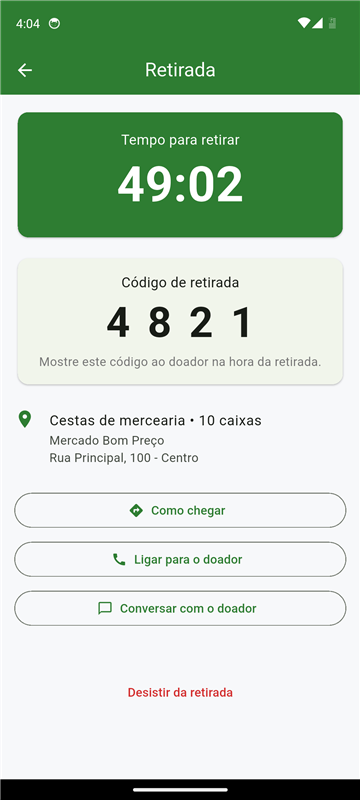 4:04
Retirada
Tempo para retirar
49:02
Código de retirada
4 8 2 1
Mostre este código ao doador na hora da retirada.
Cestas de mercearia • 10 caixas
Mercado Bom Preço
Rua Principal, 100 - Centro
Como chegar
Ligar para o doador
Conversar com o doador
Desistir da retirada